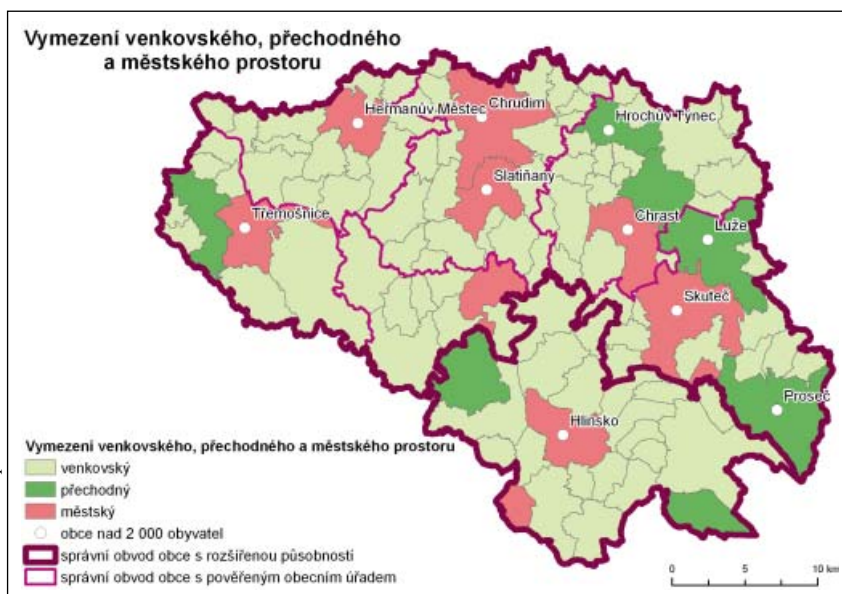 Vymezení venkovského, přechodného
a městského prostoru
Heřmanův Městec
Chrudim
Hrochův Týnec
Slatiňany
Třemošnice
Chrast
Luže
Skuteč
Proseč
Hlinsko
Vymezení venkovského, přechodného a městského prostoru
venkovský
přechodný
městský
obce nad 2 000 obyvatel
správní obvod obce s rozšířenou působností
správní obvod obce s pověřeným obecním úřadem
0 5 10 km